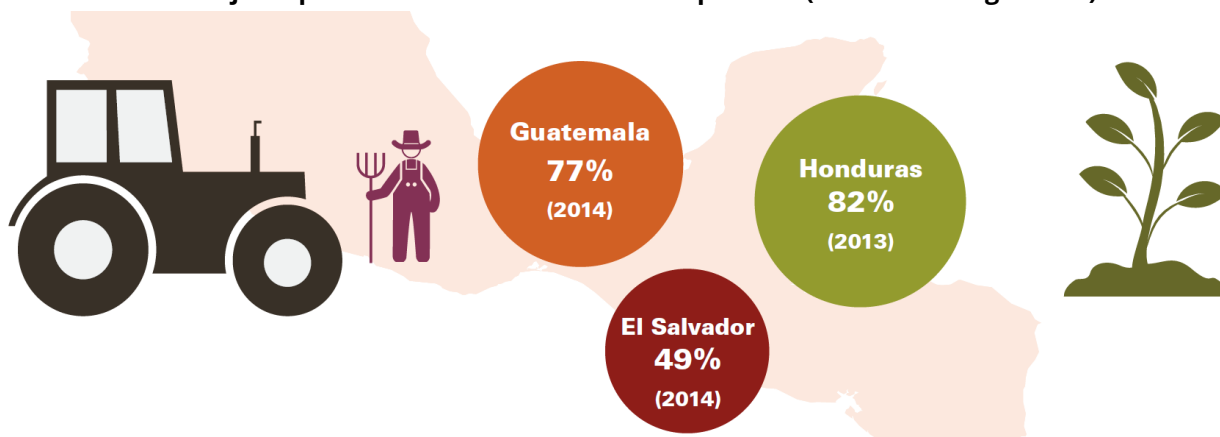 Guatemala
77%
(2014)
Honduras
82%
(2013)
El Salvador
49%
(2014)